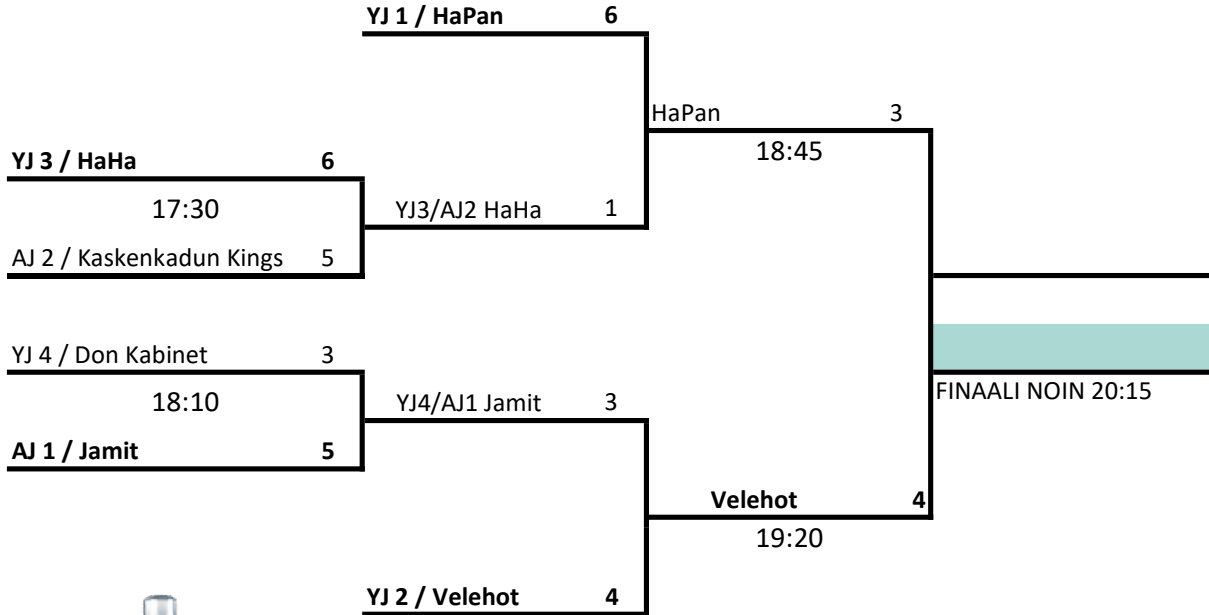 YJ 1 / HaPan 6
HaPan 3
18:45
YJ 3 / HaHa 6
17:30
YJ3/AJ2 HaHa 1
AJ 2 / Kaskenkadun Kings 5
YJ 4 / Don Kabinet 3
18:10
YJ4/AJ1 Jamit 3
FINAALI NOIN 20:15
AJ 1 / Jamit 5
Velehot 4
19:20
YJ 2 / Velehot 4